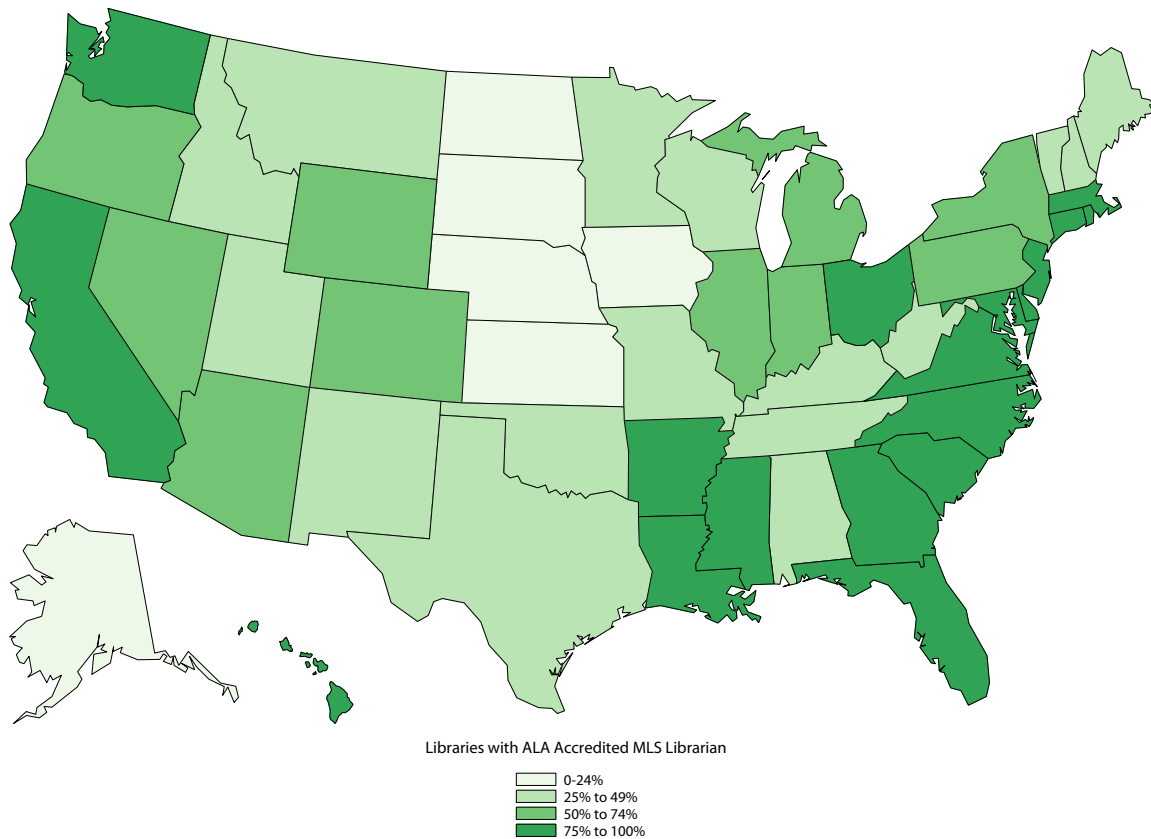 Libraries with ALA Accredited MLS Librarian
0-24%
25% to 49%
50% to 74%
75% to 100%